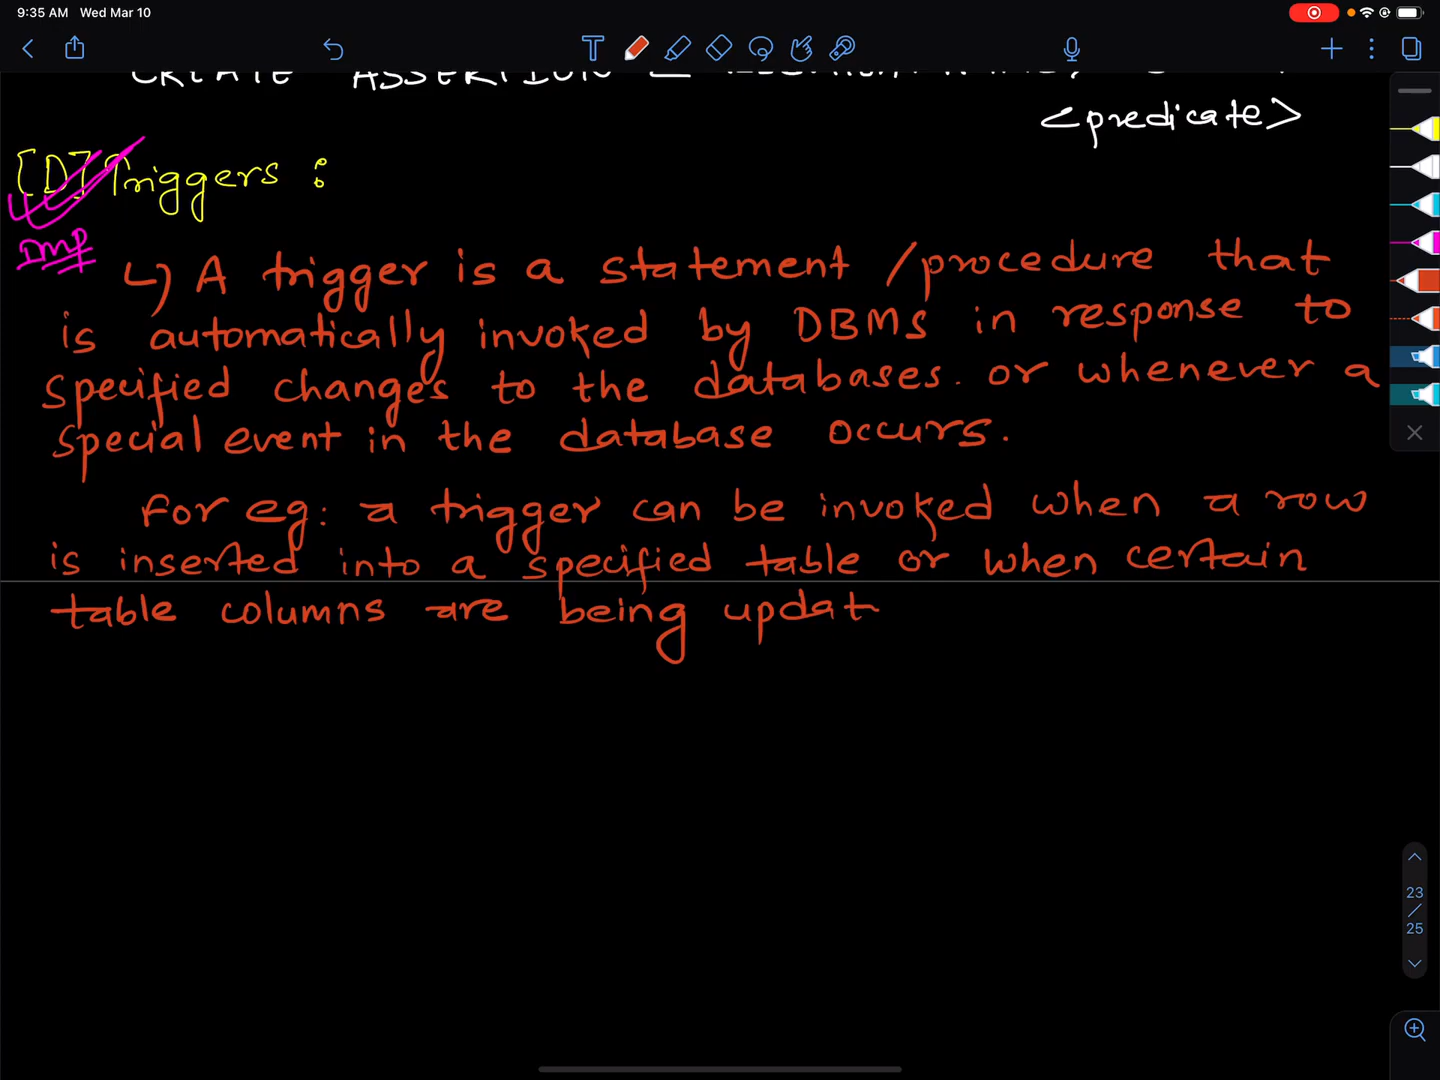 9:35 AM Wed Mar 10
CREATE ASSERTION
<predicate>
[D] Triggers :
Imp
↳ A trigger is a statement / procedure that
is automatically invoked by DBMS in response to
specified changes to the databases. or whenever a
special event in the database occurs.
For eg: a trigger can be invoked when a row
is inserted into a specified table or when certain
table columns are being updat
23
/
25